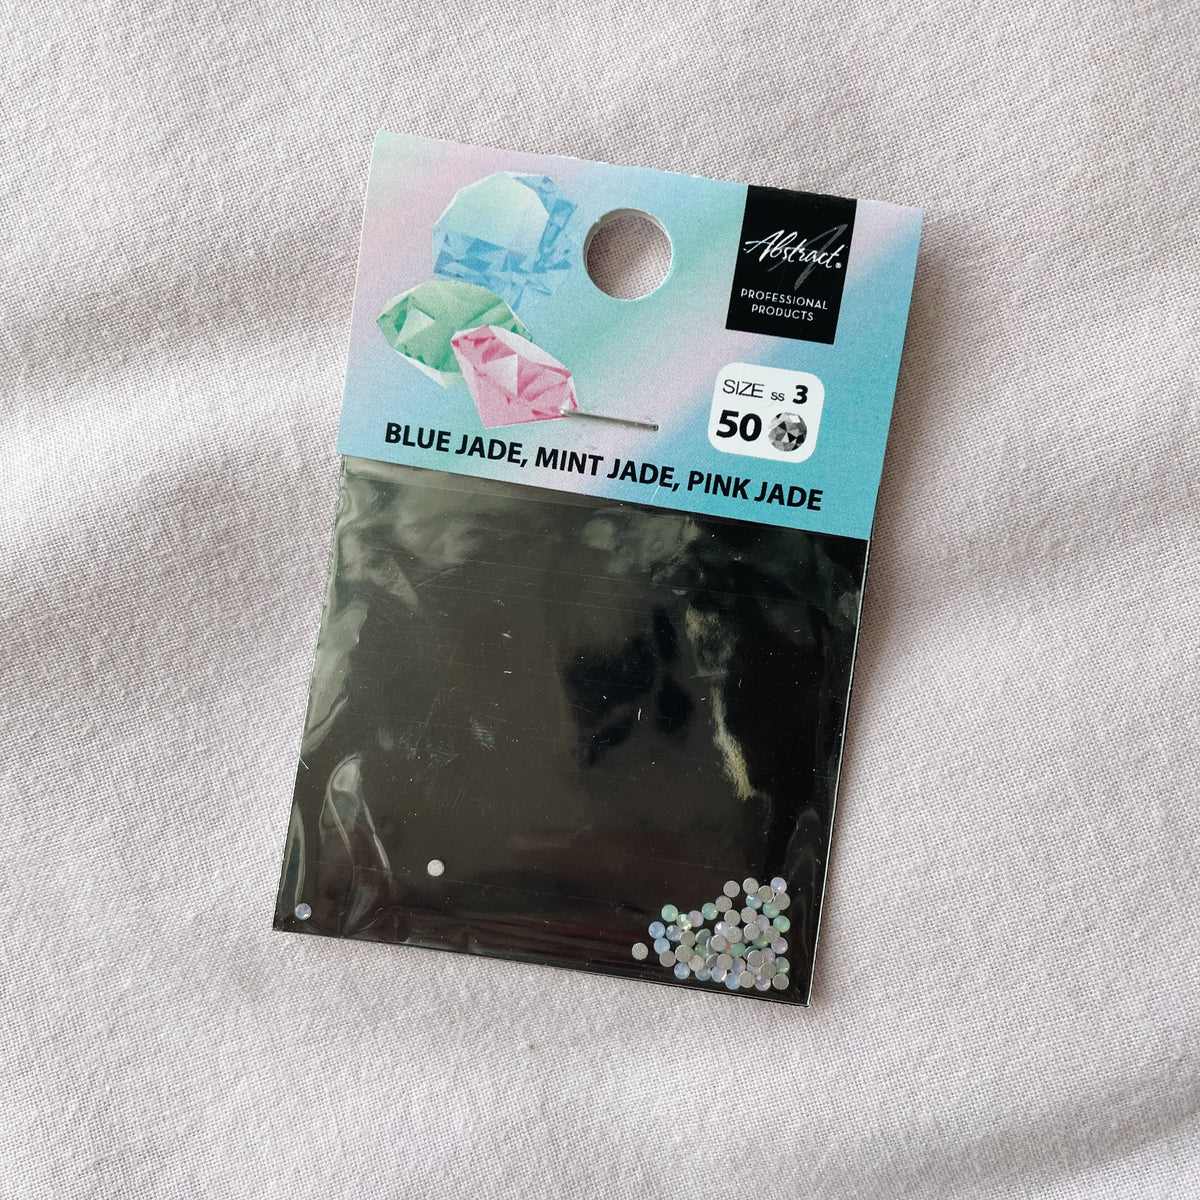 Abstract®
PROFESSIONAL
PRODUCTS
SIZE ss 3
50
BLUE JADE, MINT JADE, PINK JADE